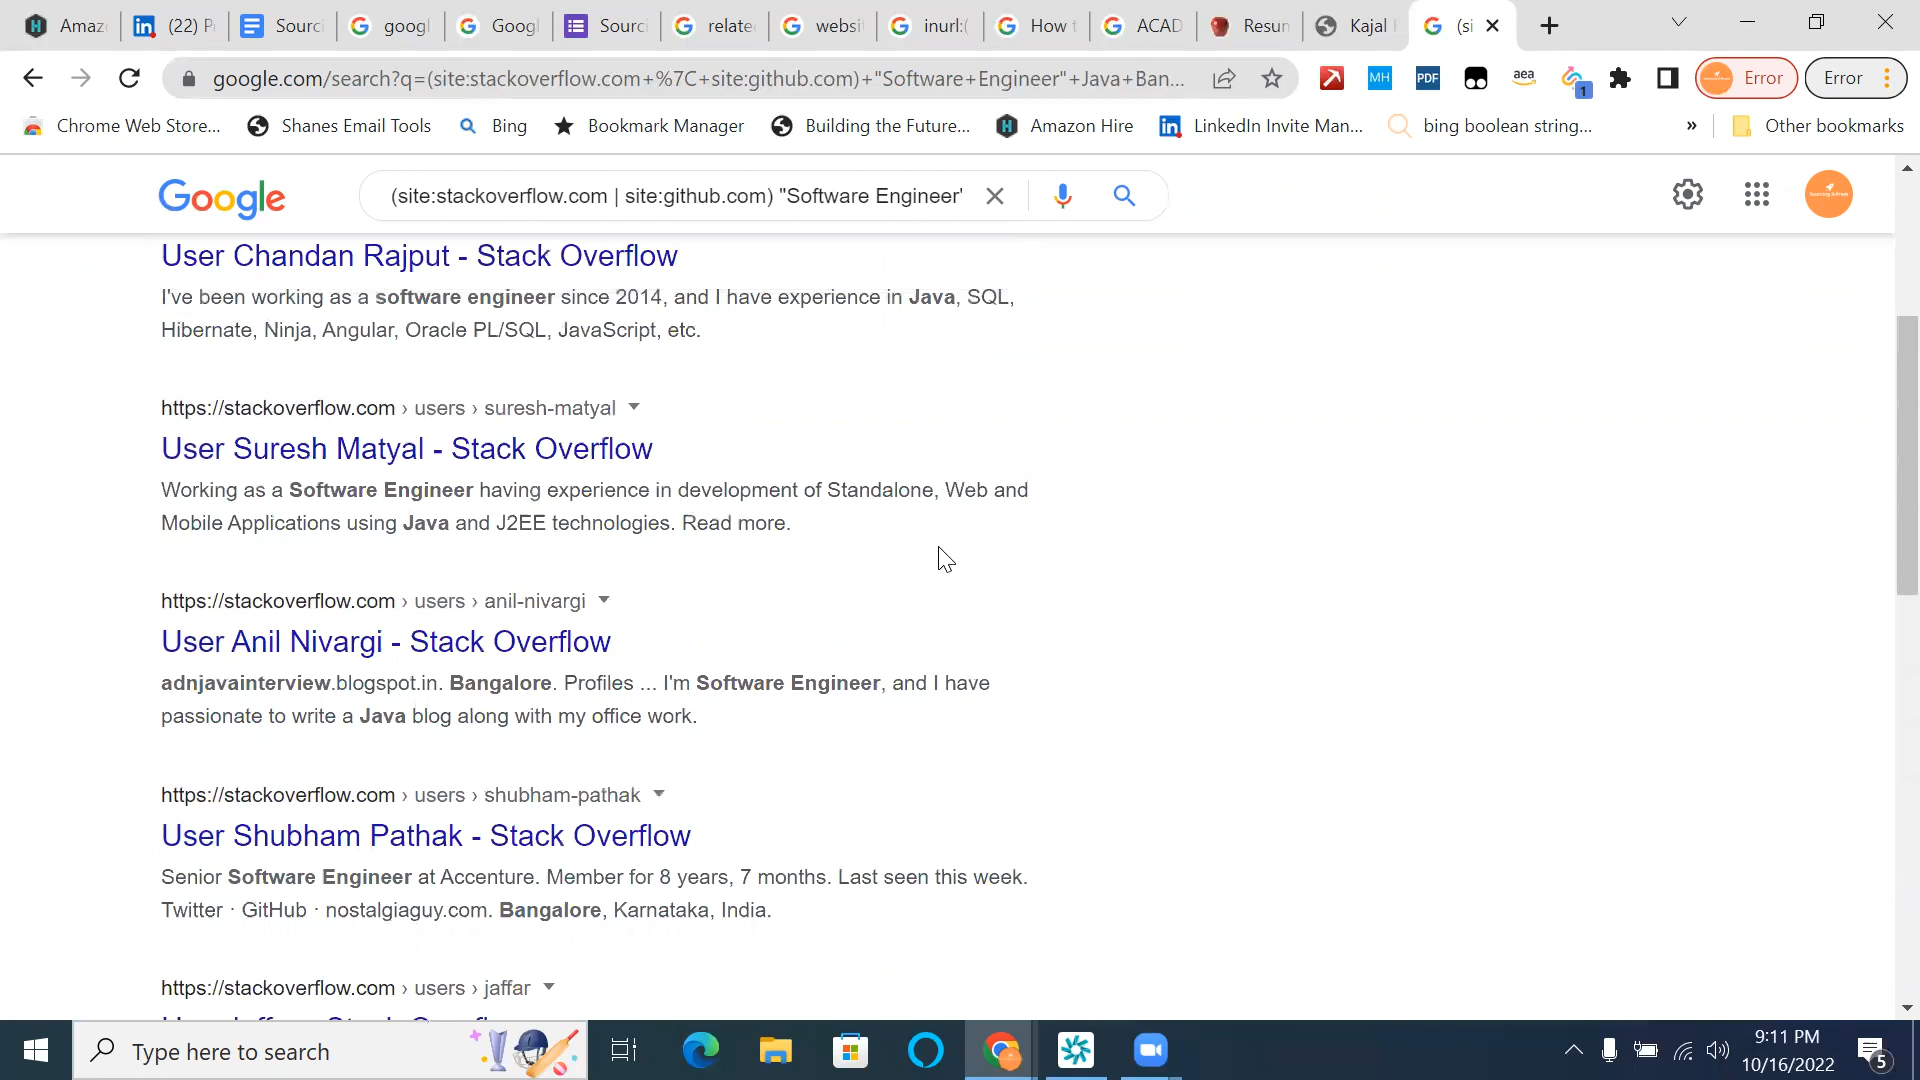 Amaz
(22) P
Sourci
googl
Googl
Sourci
relate
websi
inurl:(
How t
ACAD
Resun
Kajal
(si
google.com/search?q=(site:stackoverflow.com+%7C+site:github.com)+"Software+Engineer"+Java+Ban...
MH
PDF
aea
1
Error
Error
Chrome Web Store...
Shanes Email Tools
Bing
Bookmark Manager
Building the Future...
Amazon Hire
LinkedIn Invite Man...
bing boolean string...
»
Other bookmarks
Google
(site:stackoverflow.com | site:github.com) "Software Engineer'
User Chandan Rajput - Stack Overflow
I've been working as a software engineer since 2014, and I have experience in Java, SQL,
Hibernate, Ninja, Angular, Oracle PL/SQL, JavaScript, etc.
https://stackoverflow.com › users › suresh-matyal
User Suresh Matyal - Stack Overflow
Working as a Software Engineer having experience in development of Standalone, Web and
Mobile Applications using Java and J2EE technologies. Read more.
https://stackoverflow.com › users › anil-nivargi
User Anil Nivargi - Stack Overflow
adnjavainterview.blogspot.in. Bangalore. Profiles ... I'm Software Engineer, and I have
passionate to write a Java blog along with my office work.
https://stackoverflow.com › users › shubham-pathak
User Shubham Pathak - Stack Overflow
Senior Software Engineer at Accenture. Member for 8 years, 7 months. Last seen this week.
Twitter · GitHub · nostalgiaguy.com. Bangalore, Karnataka, India.
https://stackoverflow.com › users › jaffar
Type here to search
9:11 PM
10/16/2022
5